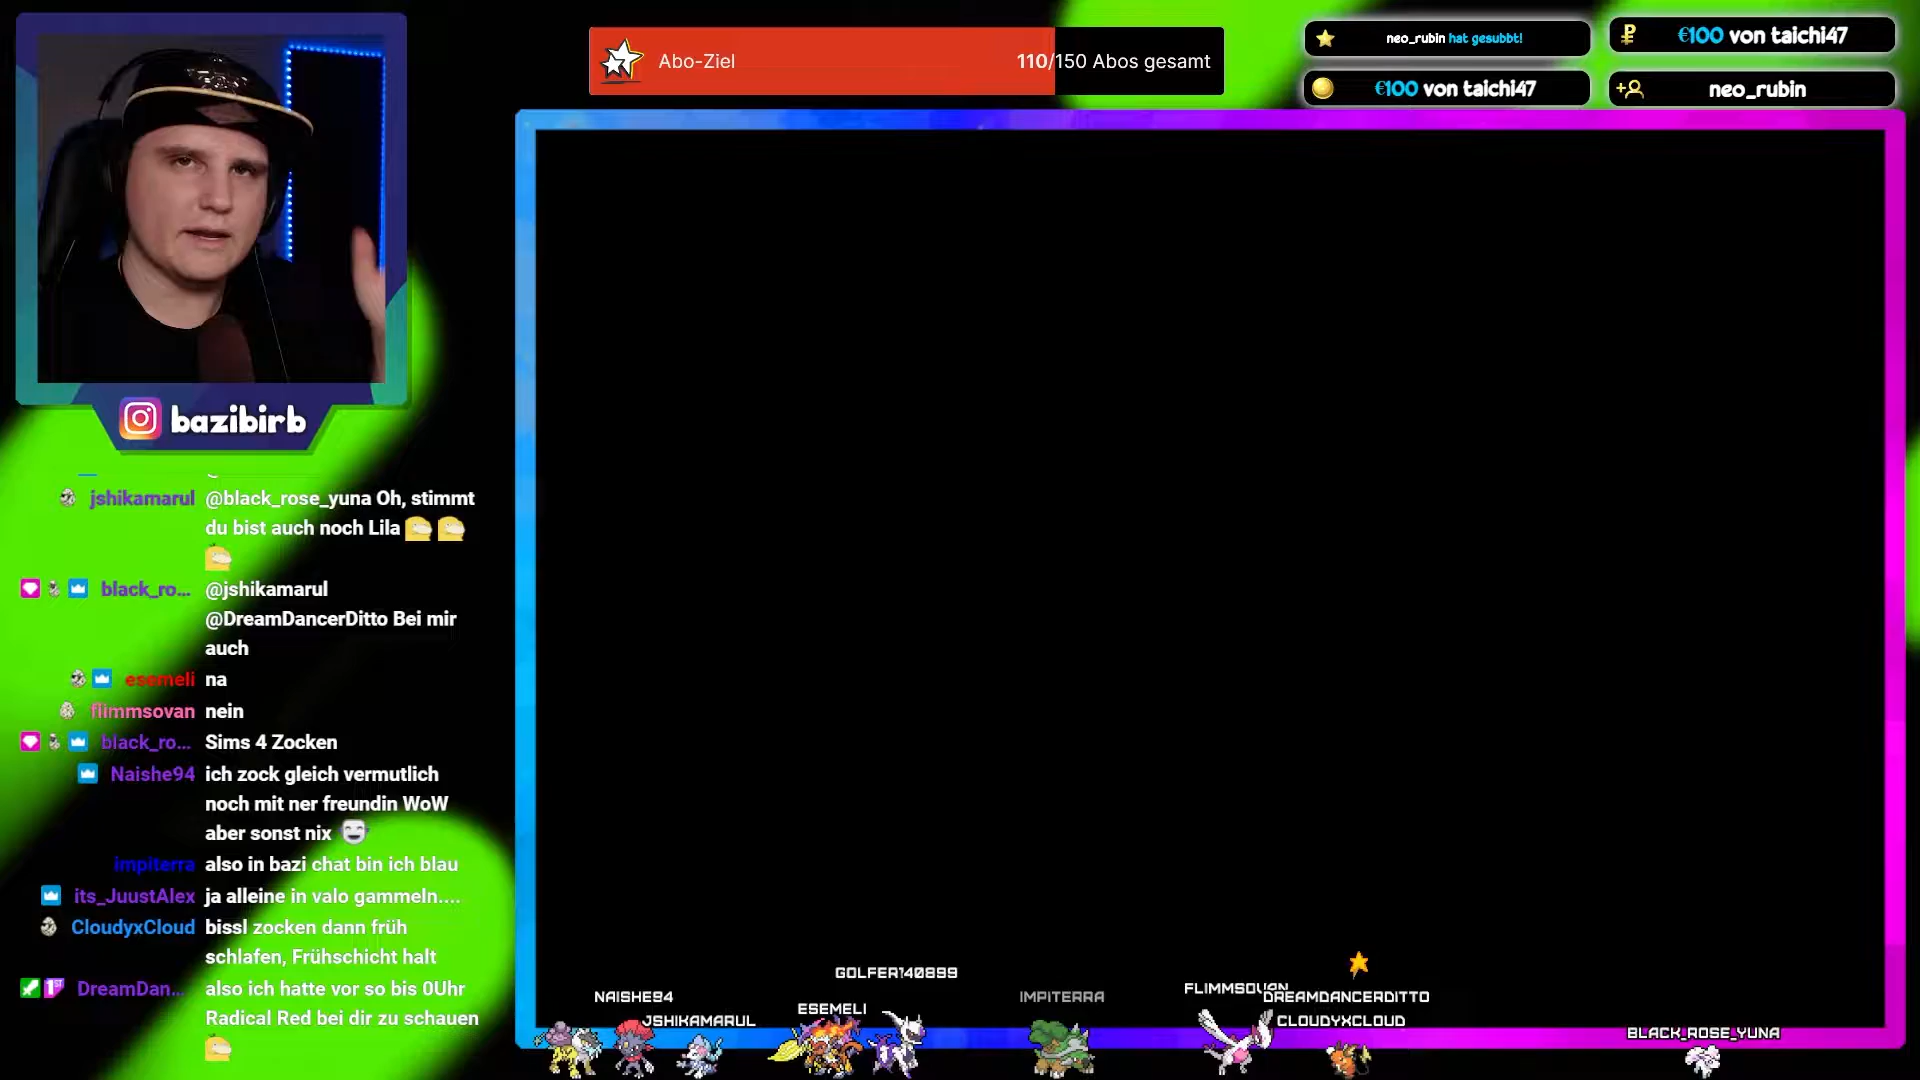 Abo-Ziel
110/150 Abos gesamt
neo_rubin hat gesubbt!
€100 von taichi47
€100 von taichi47
neo_rubin
bazibirb
jshikamarul @black_rose_yuna Oh, stimmt
du bist auch noch Lila
black_ro... @jshikamarul
@DreamDancerDitto Bei mir
auch
esemeli na
flimmsovan nein
black_ro... Sims 4 Zocken
Naishe94 ich zock gleich vermutlich
noch mit ner freundin WoW
aber sonst nix
impiterra also in bazi chat bin ich blau
its_JuustAlex ja alleine in valo gammeln....
CloudyxCloud bissl zocken dann früh
schlafen, Frühschicht halt
1ST DreamDan... also ich hatte vor so bis 0Uhr
Radical Red bei dir zu schauen
GOLFER140899
NAISHE94
ESEMELI
JSHIKAMARUL
IMPITERRA
FLIMMSOVAN
DREAMDANCERDITTO
CLOUDYXCLOUD
BLACK_ROSE_YUNA